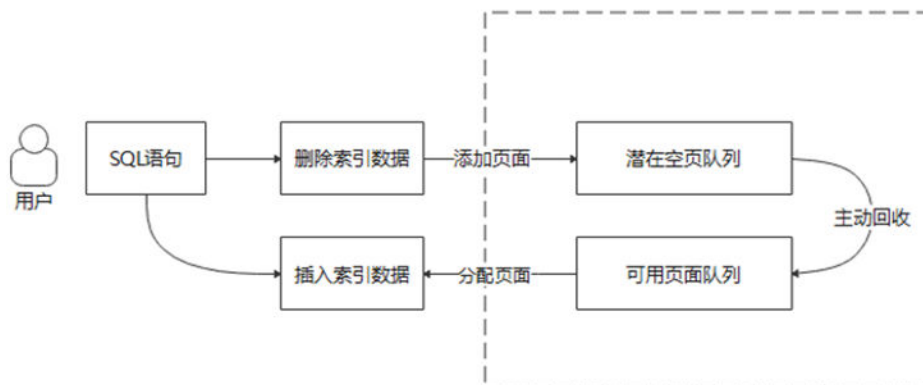 SQL语句
删除索引数据
添加页面
潜在空页队列
用户
主动回收
插入索引数据
分配页面
可用页面队列